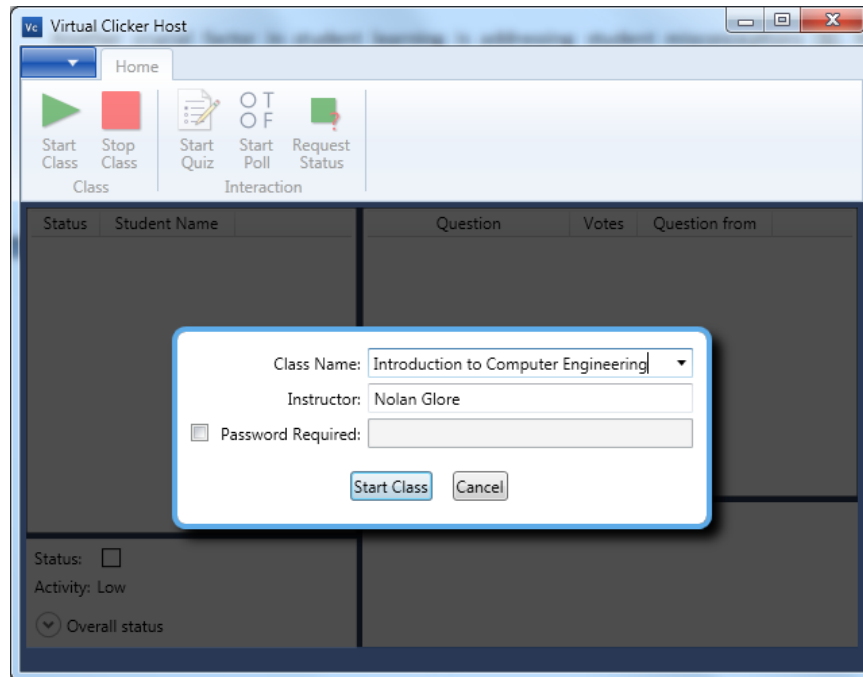 Vc Virtual Clicker Host
Home
Start Class
Stop Class
Start Quiz
O T
O F
Start Poll
?
Request Status
Class
Interaction
Status Student Name
Question Votes Question from
Class Name: Introduction to Computer Engineering
Instructor: Nolan Glore
Password Required:
Start Class Cancel
Status:
Activity: Low
Overall status